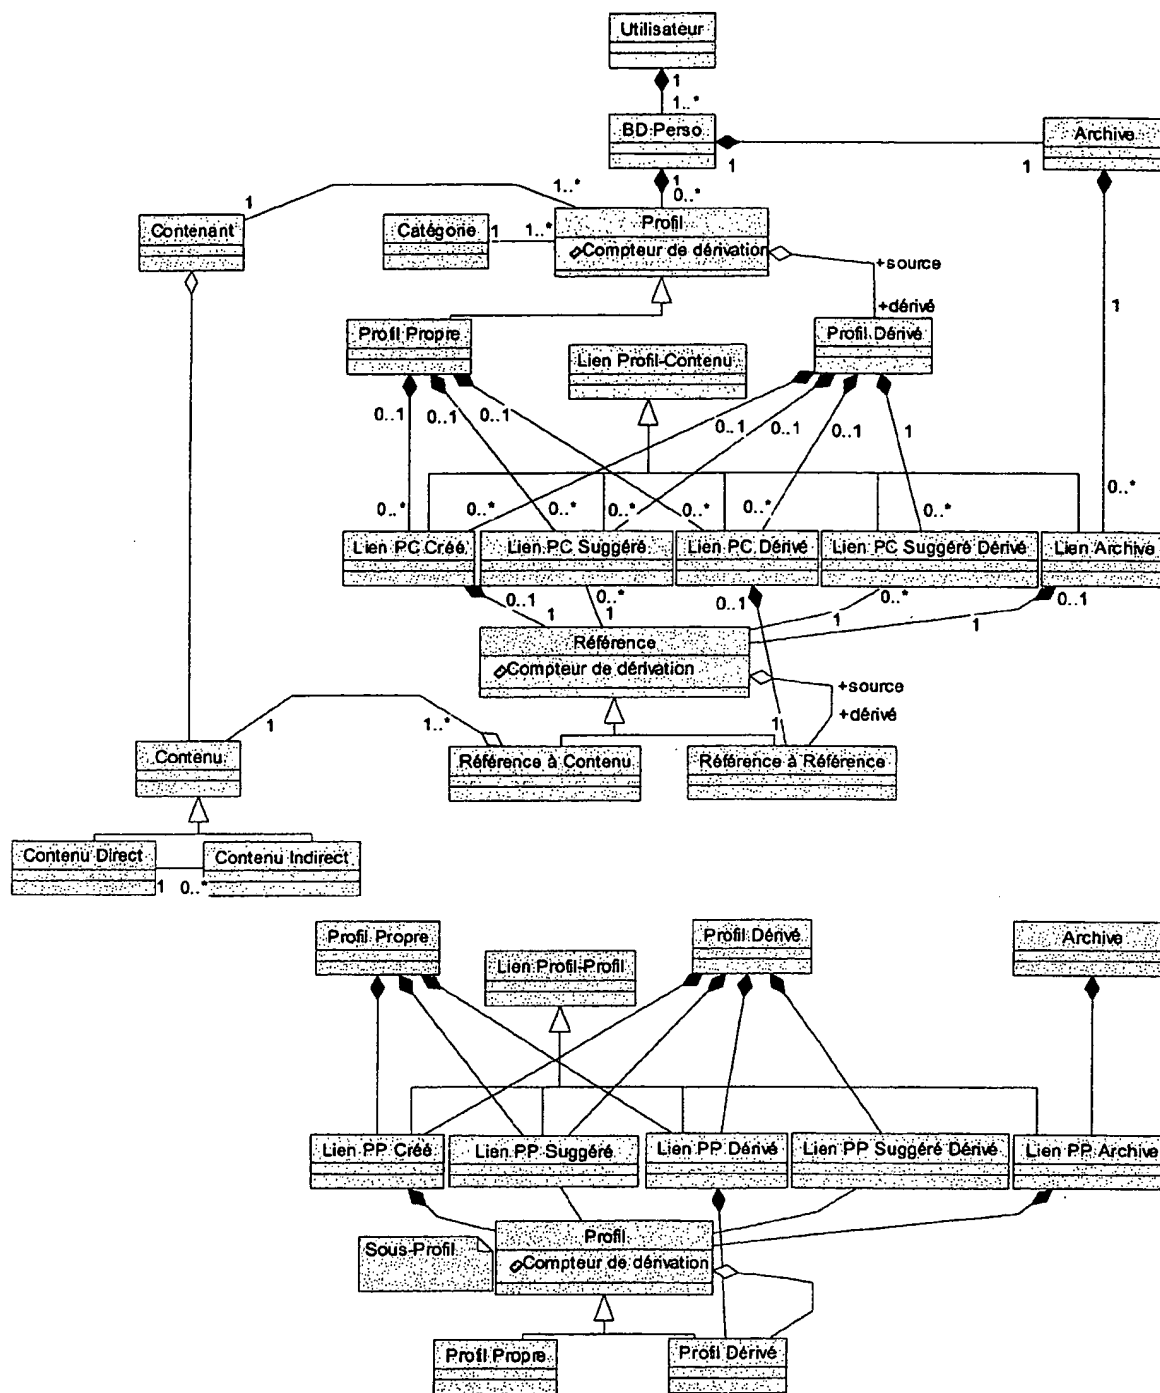 Utilisateur
1
1..*
BD Perso
Archive
1
1
1
0..*
1..*
1
Contenant
Catégorie
1
1..*
Profil
Compteur de dérivation
+source
+dérivé
1
Profil Propre
Profil Dérivé
Lien Profil-Contenu
0..1
0..1
0..1
0..1
0..1
0..1
1
0..*
0..*
0..*
0..*
0..*
0..*
0..*
0..*
Lien PC Créé
Lien PC Suggéré
Lien PC Dérivé
Lien PC Suggéré Dérivé
Lien Archive
0..1
0..*
0..1
0..*
0..1
1
1
1
1
Référence
Compteur de dérivation
+source
+dérivé
1
1..*
1
Contenu
Référence à Contenu
Référence à Référence
Contenu Direct
Contenu Indirect
1
0..*
Profil Propre
Profil Dérivé
Archive
Lien Profil-Profil
Lien PP Créé
Lien PP Suggéré
Lien PP Dérivé
Lien PP Suggéré Dérivé
Lien PP Archive
Sous-Profil
Profil
Compteur de dérivation
Profil Propre
Profil Dérivé